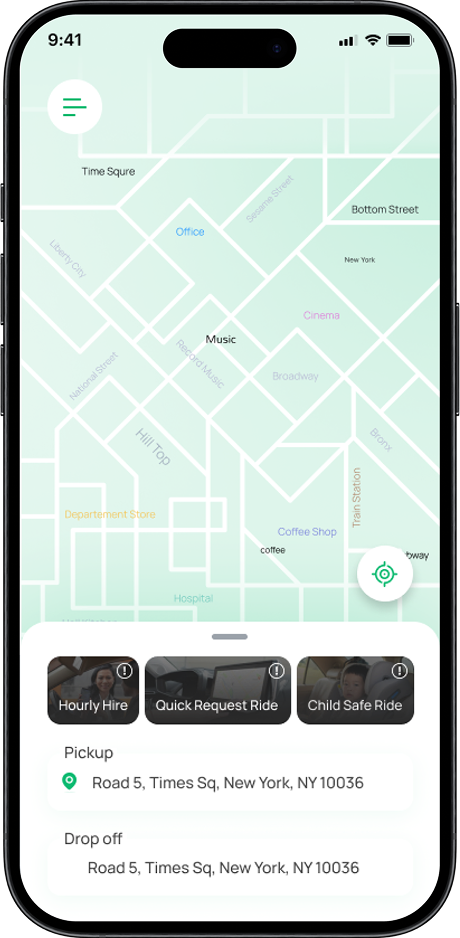 9:41
Time Squre
Sesame Street
Bottom Street
Office
Liberty City
New York
Cinema
Music
Record Music
National Street
Broadway
Hill Top
Bronx
Train Station
Departement Store
Coffee Shop
coffee
way
Hospital
Hourly Hire
Quick Request Ride
Child Safe Ride
Pickup
Road 5, Times Sq, New York, NY 10036
Drop off
Road 5, Times Sq, New York, NY 10036